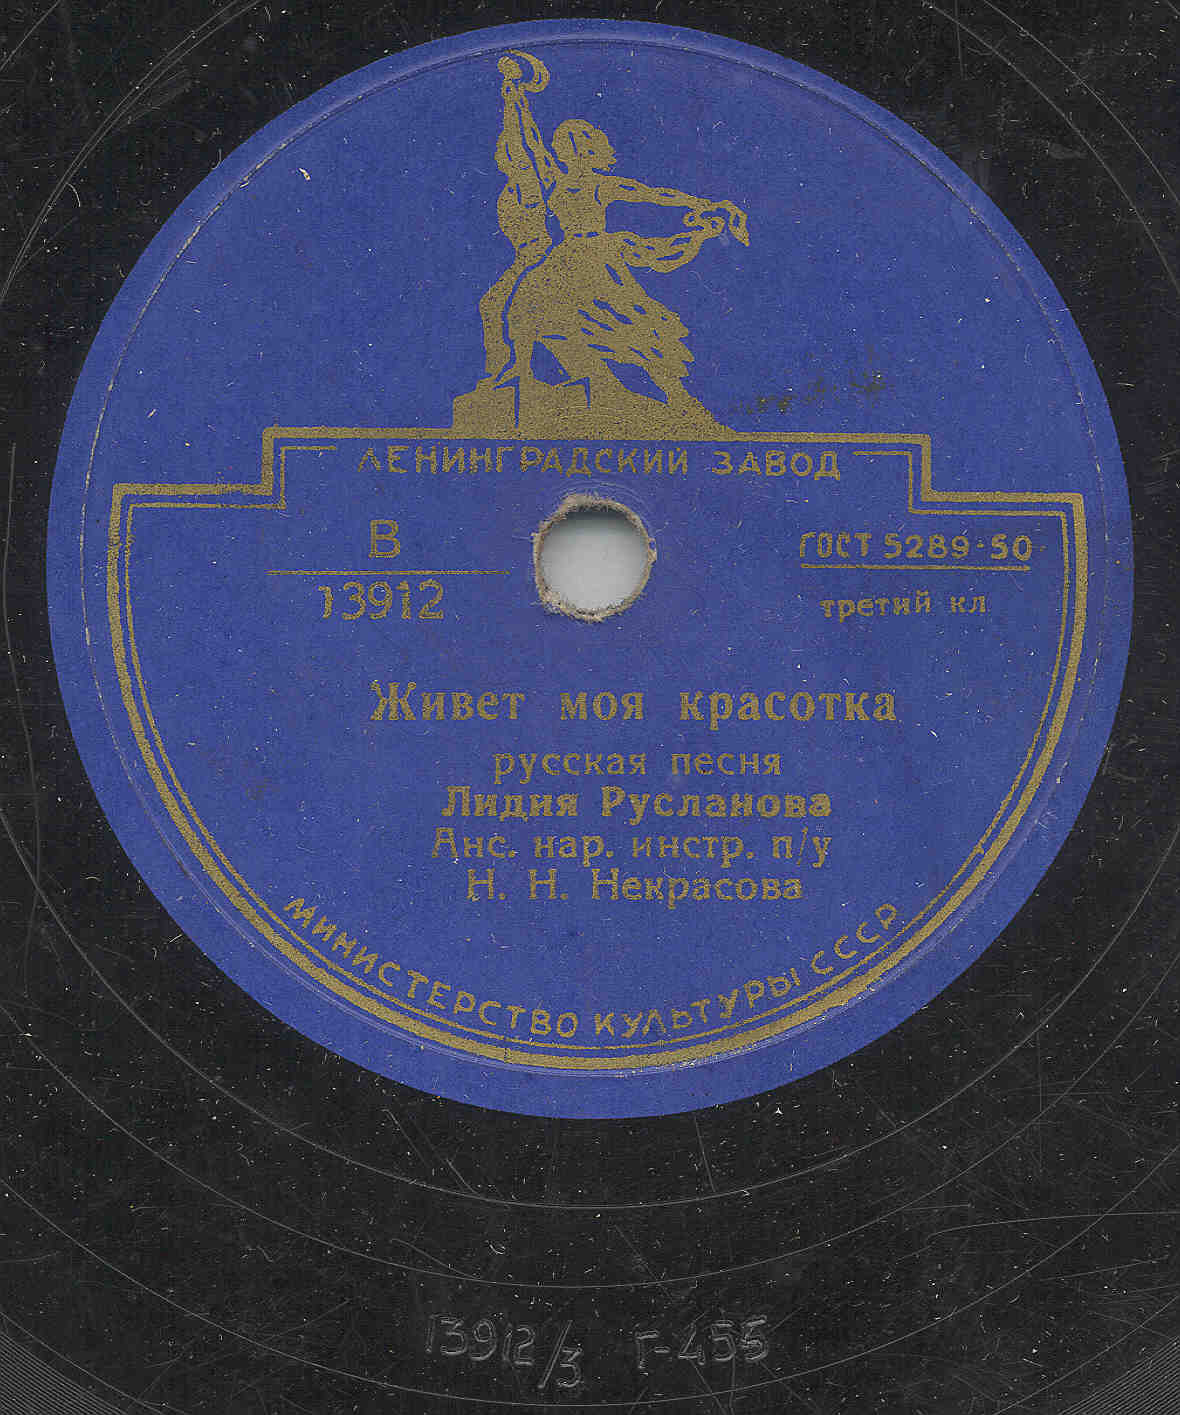 ЛЕНИНГРАДСКИЙ ЗАВОД
В
13912
ГОСТ 5289-50
третий кл
Живет моя красотка
русская песня
Лидия Русланова
Анс. нар. инстр. п/у
Н. Н. Некрасова
МИНИСТЕРСТВО КУЛЬТУРЫ СССР
13912/3 Г-455